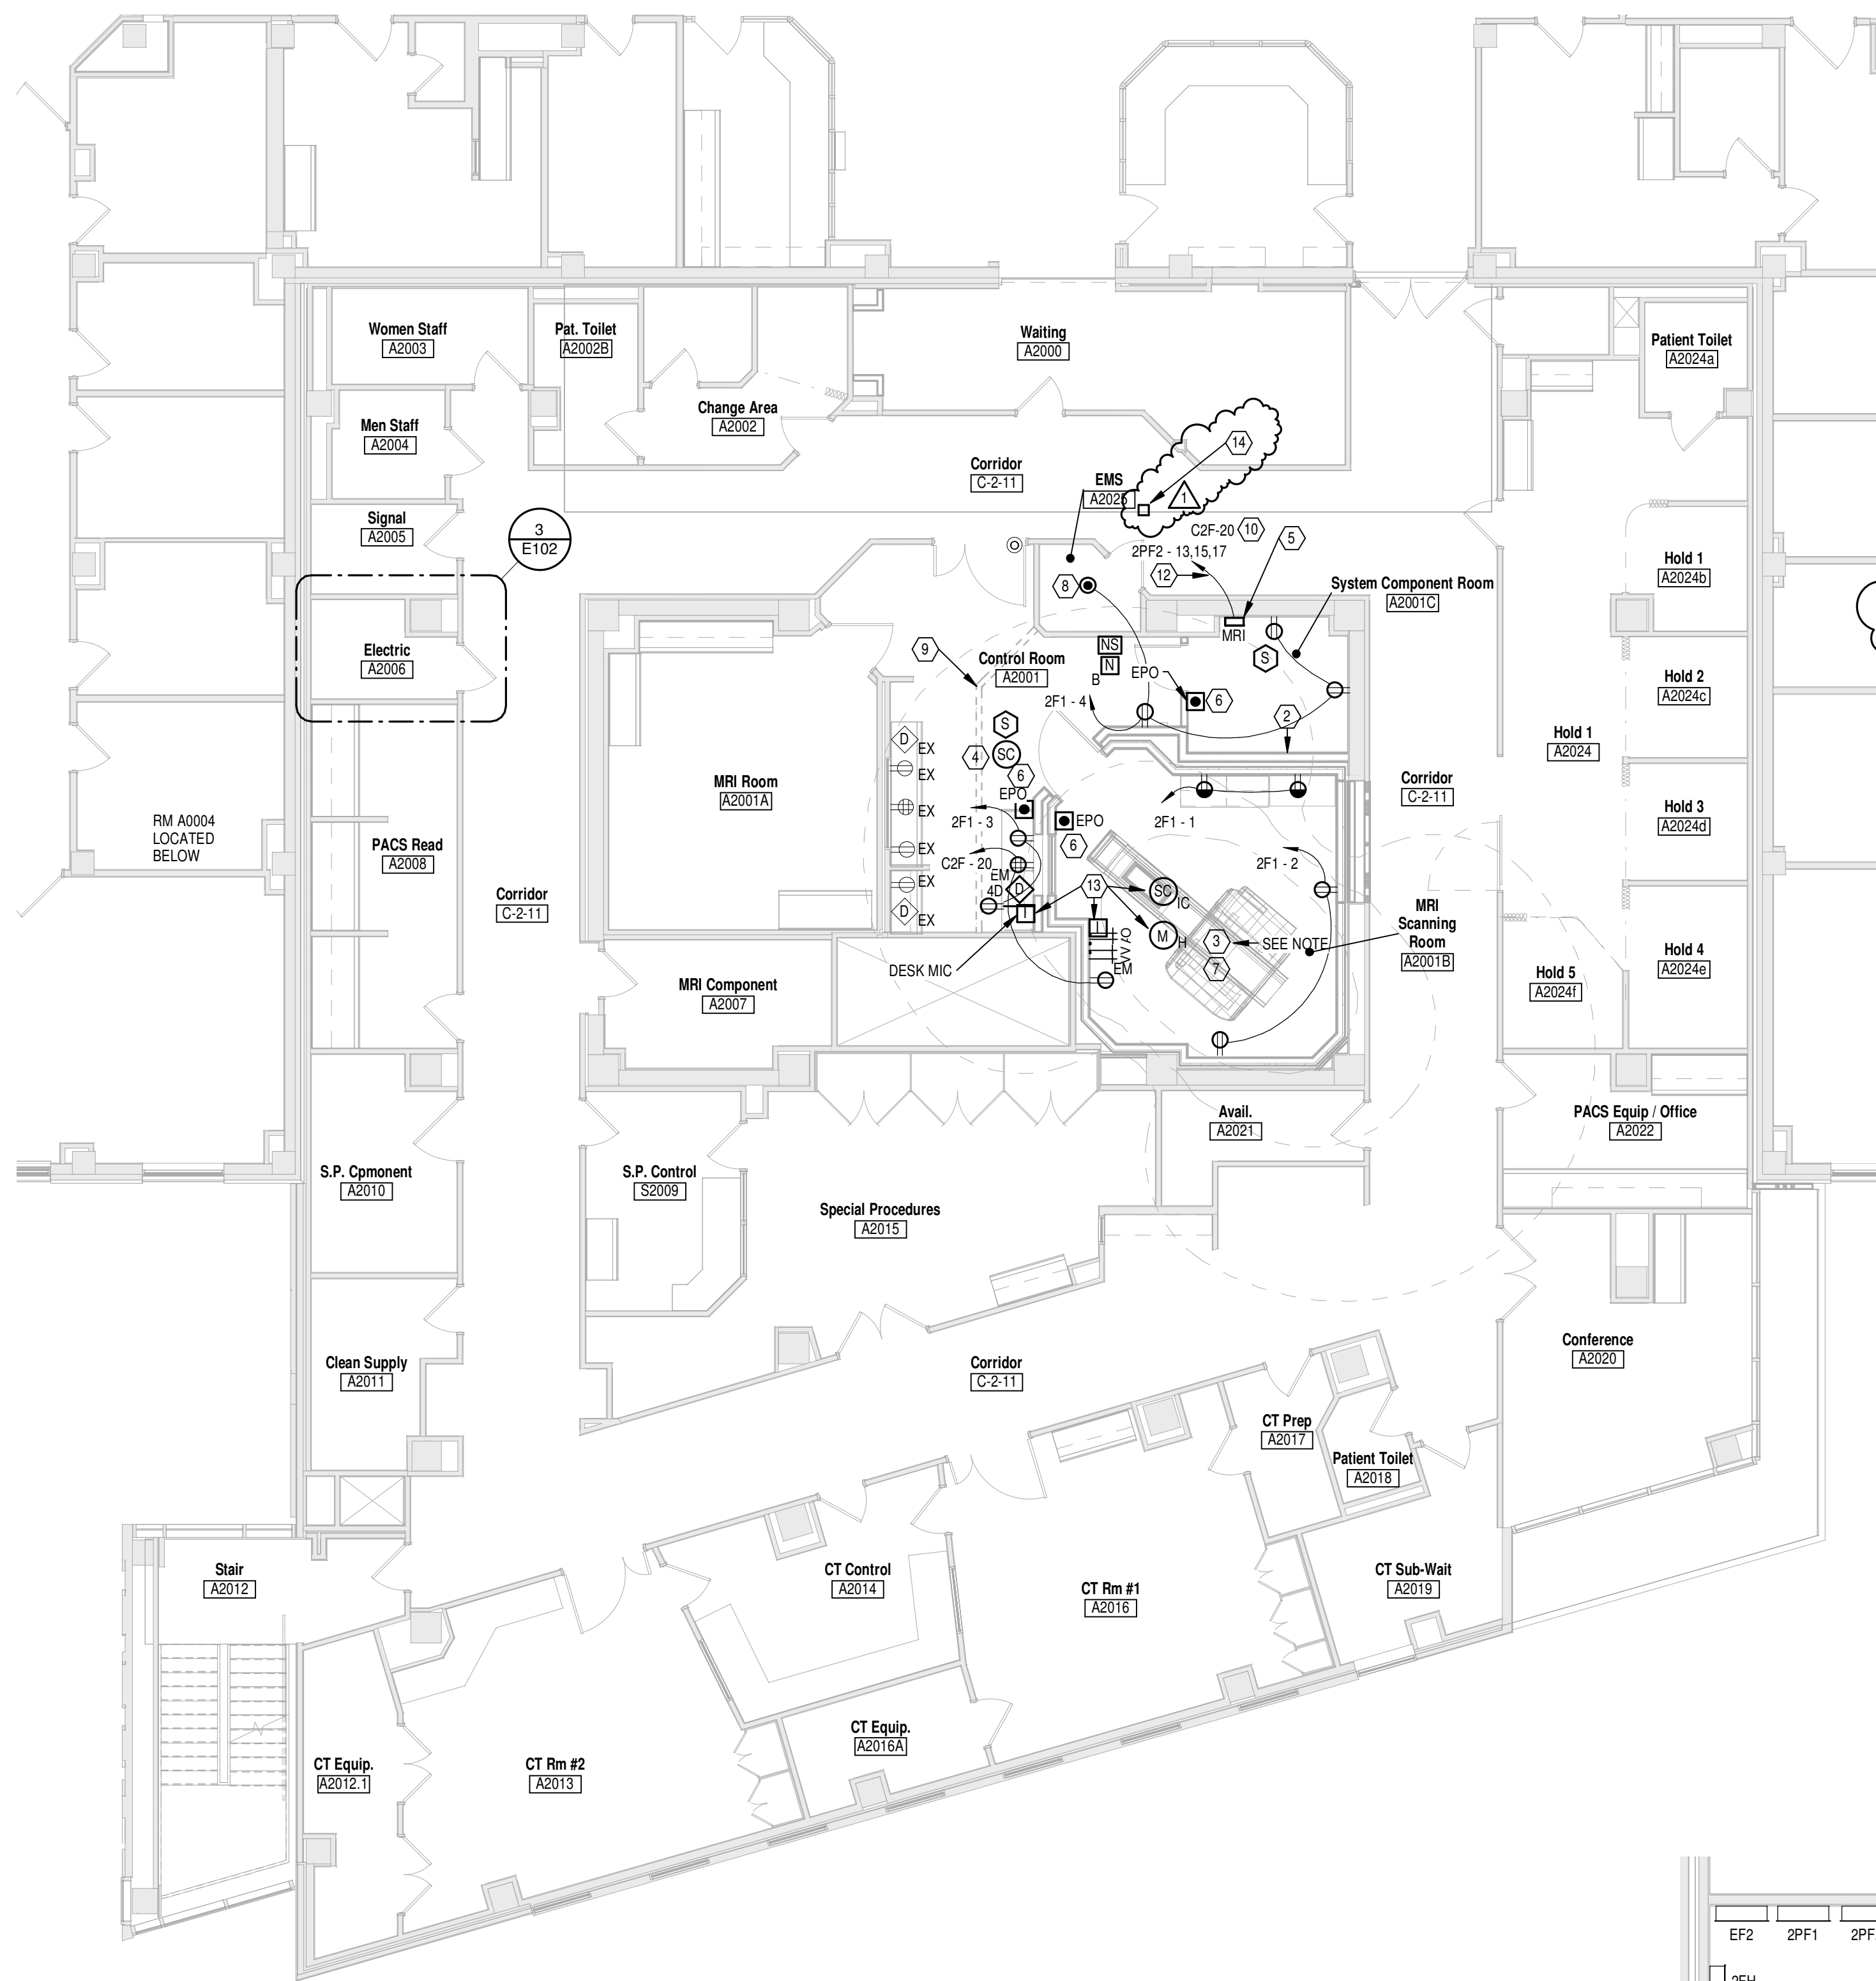 Women Staff
A2003
Pat. Toilet
A2002B
Waiting
A2000
Patient Toilet
A2024a
Men Staff
A2004
Change Area
A2002
14
Corridor
C-2-11
EMS
A2025
1
Signal
A2005
3
E102
C2F-20
10
5
2PF2 - 13,15,17
12
8
System Component Room
A2001C
Hold 1
A2024b
MRI
Electric
A2006
9
Control Room
A2001
NS
N
B
S
EPO
6
2F1 - 4
2
Hold 2
A2024c
S
SC
4
6
EPO
D
EX
EX
EX
EX
EX
D
EX
MRI Room
A2001A
Hold 1
A2024
Corridor
C-2-11
Hold 3
A2024d
RM A0004
LOCATED
BELOW
PACS Read
A2008
2F1 - 3
EPO
6
2F1 - 1
C2F - 20
EM
4D
D
2F1 - 2
13
SC
IC
Corridor
C-2-11
MRI
Scanning
Room
A2001B
I
I
M
H
3
SEE NOTE
7
AO
VVA
EM
DESK MIC
Hold 4
A2024e
Hold 5
A2024f
MRI Component
A2007
Avail.
A2021
PACS Equip / Office
A2022
S.P. Cpmonent
A2010
S.P. Control
S2009
Special Procedures
A2015
Clean Supply
A2011
Corridor
C-2-11
Conference
A2020
CT Prep
A2017
Patient Toilet
A2018
Stair
A2012
CT Control
A2014
CT Rm #1
A2016
CT Sub-Wait
A2019
CT Equip.
A2012.1
CT Rm #2
A2013
CT Equip.
A2016A
EF2
2PF1